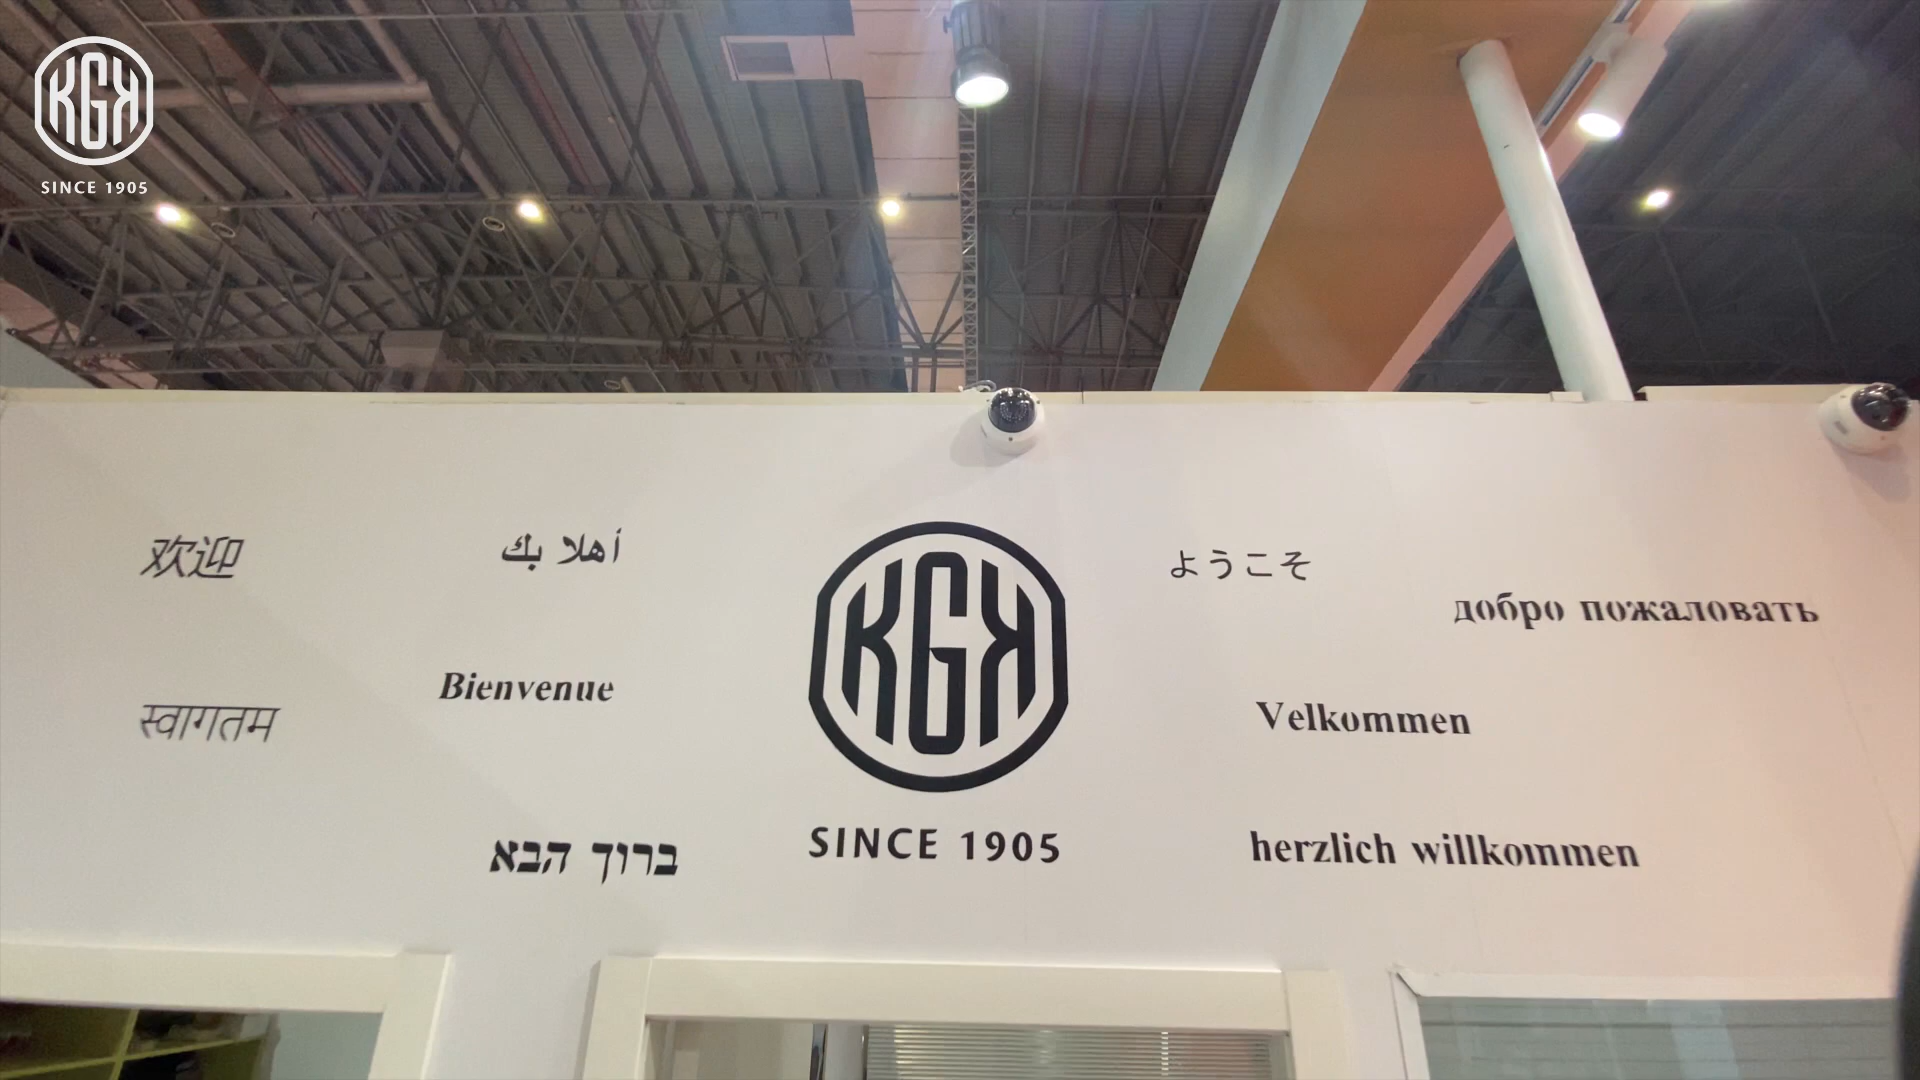 KGK
SINCE 1905
欢迎
أهلا بك
ようこそ
добро пожаловать
Bienvenue
स्वागतम
KGK
Velkommen
ברוך הבא
SINCE 1905
herzlich willkommen